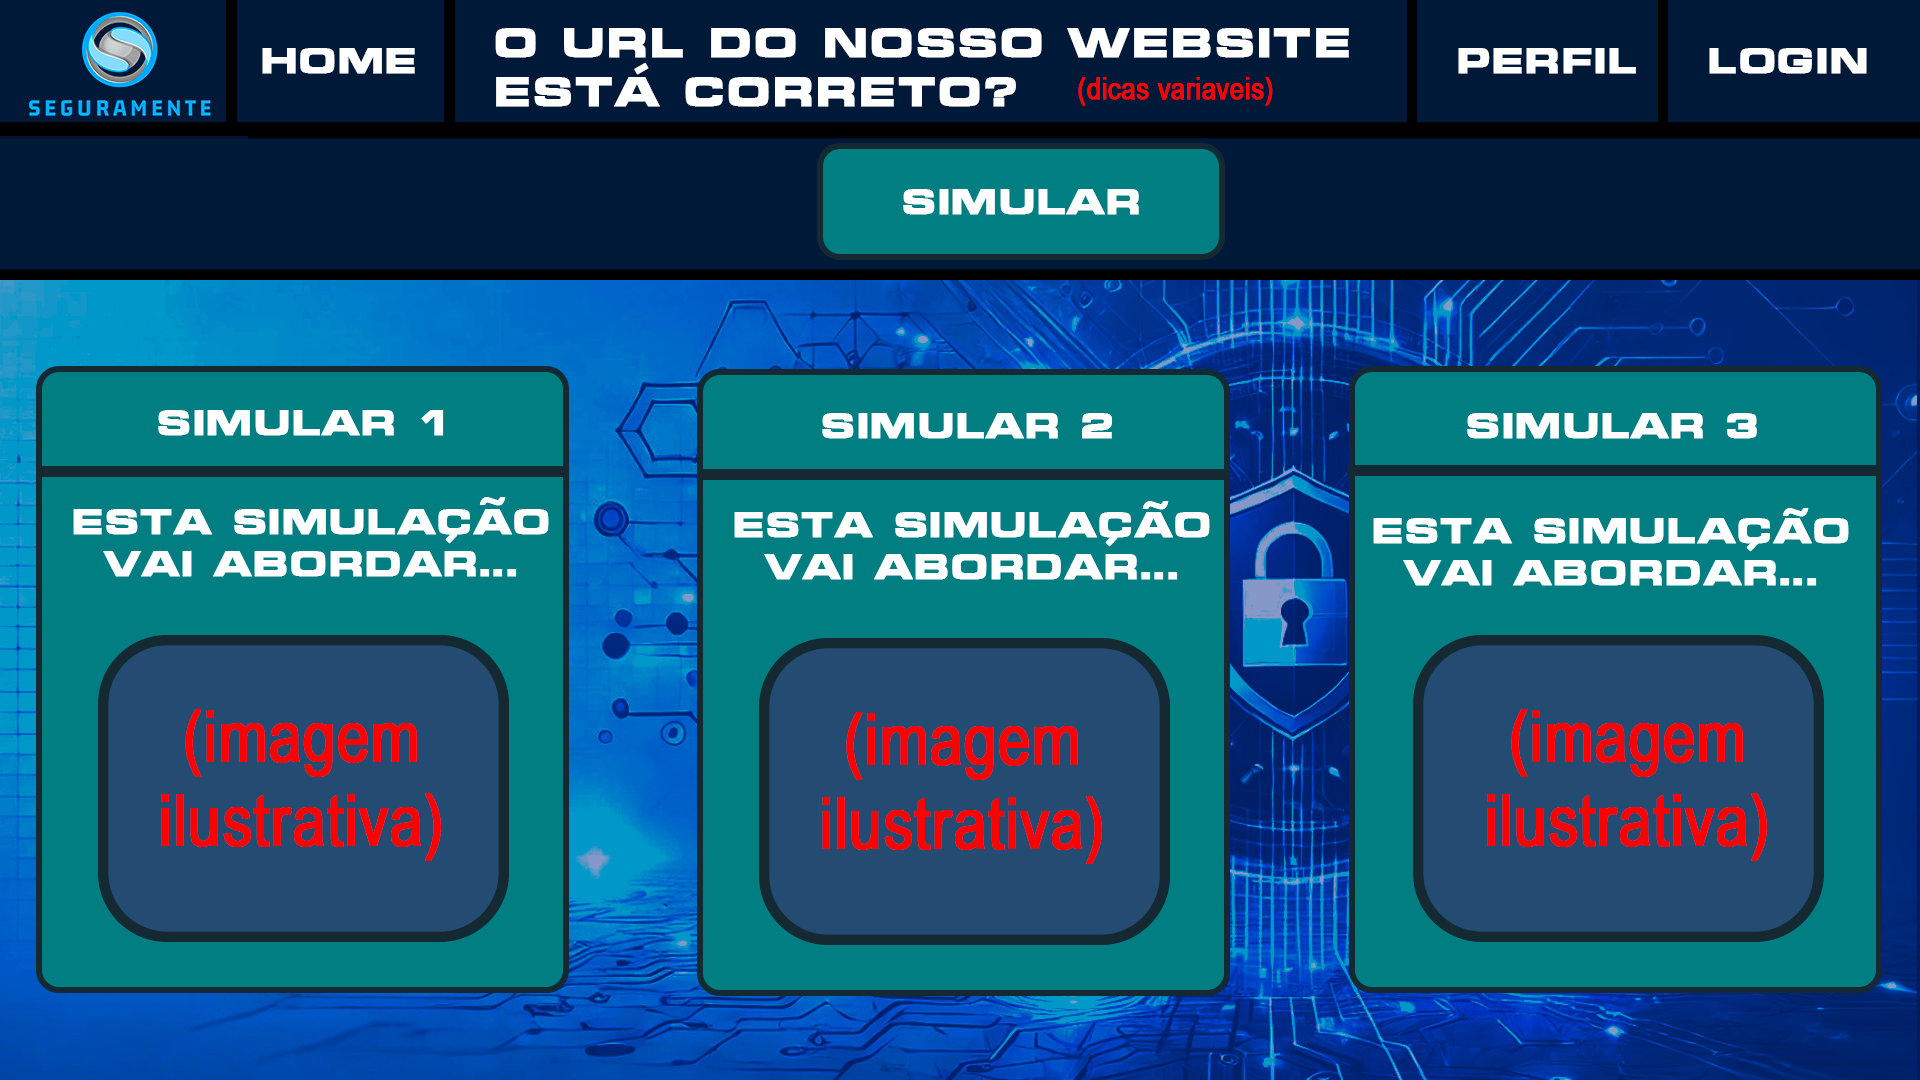 SEGURAMENTE
HOME
O URL DO NOSSO WEBSITE
ESTÁ CORRETO? (dicas variaveis)
PERFIL
LOGIN
SIMULAR
SIMULAR 1
ESTA SIMULAÇÃO
VAI ABORDAR...
(imagem
ilustrativa)
SIMULAR 2
ESTA SIMULAÇÃO
VAI ABORDAR...
(imagem
ilustrativa)
SIMULAR 3
ESTA SIMULAÇÃO
VAI ABORDAR...
(imagem
ilustrativa)